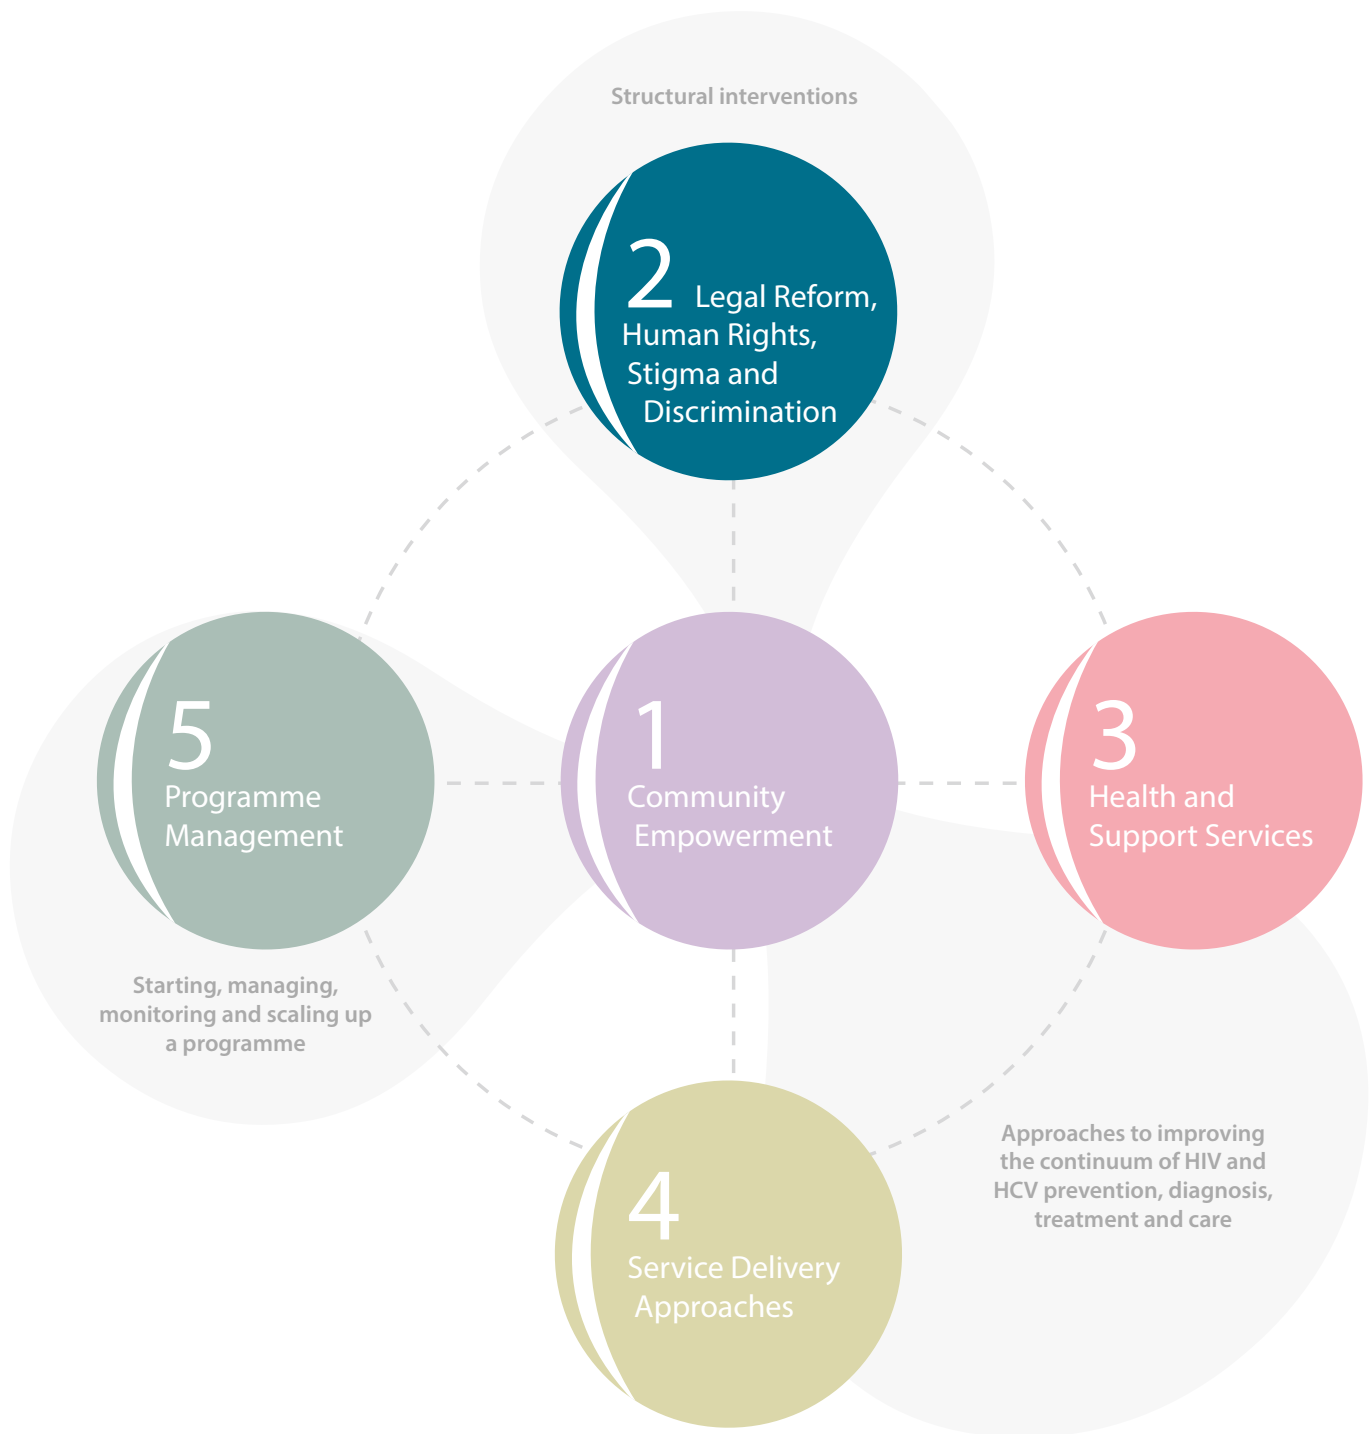 Structural interventions
2 Legal Reform,
Human Rights,
Stigma and
Discrimination
5
Programme
Management
1
Community
Empowerment
3
Health and
Support Services
Starting, managing,
monitoring and scaling up
a programme
Approaches to improving
the continuum of HIV and
HCV prevention, diagnosis,
treatment and care
4
Service Delivery
Approaches